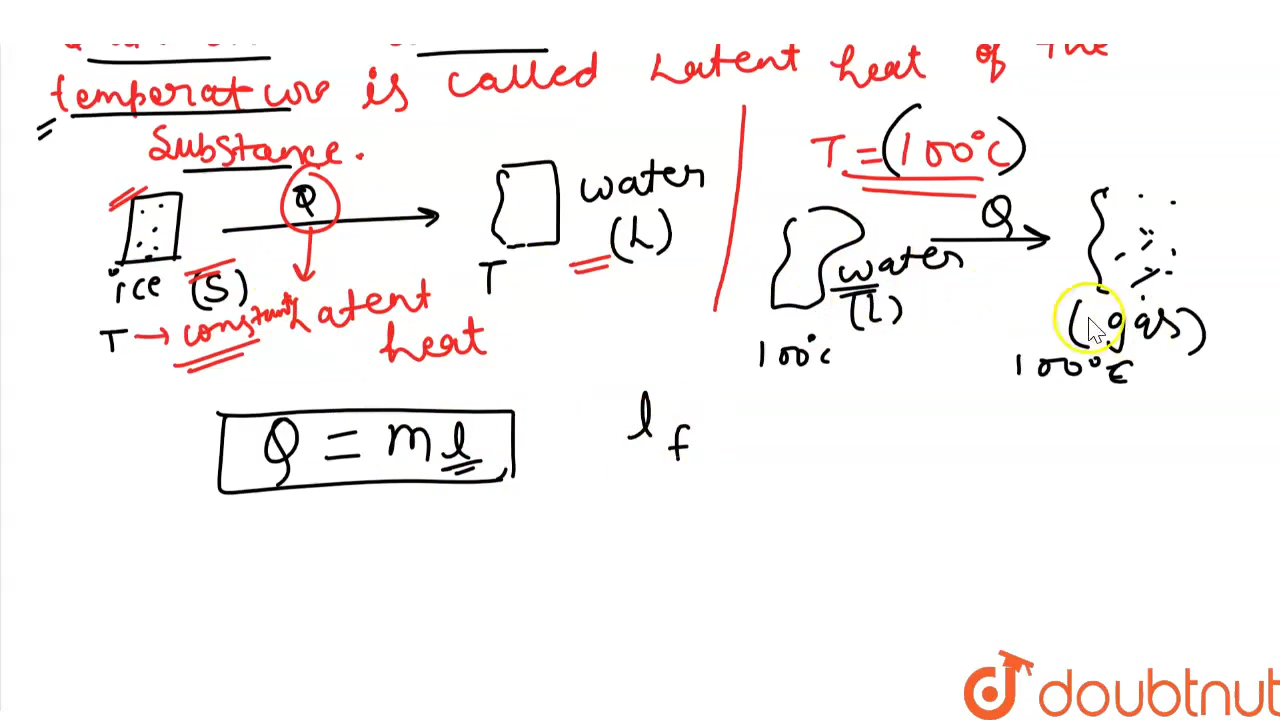 temperature is called Latent heat of the
Substance.
Q
water
(L)
T
ice (S)
T → constant
Latent
heat
T = (100°C)
Q
water
(l)
100°C
(gas)
100°C
Q = ml
l f
doubtnut